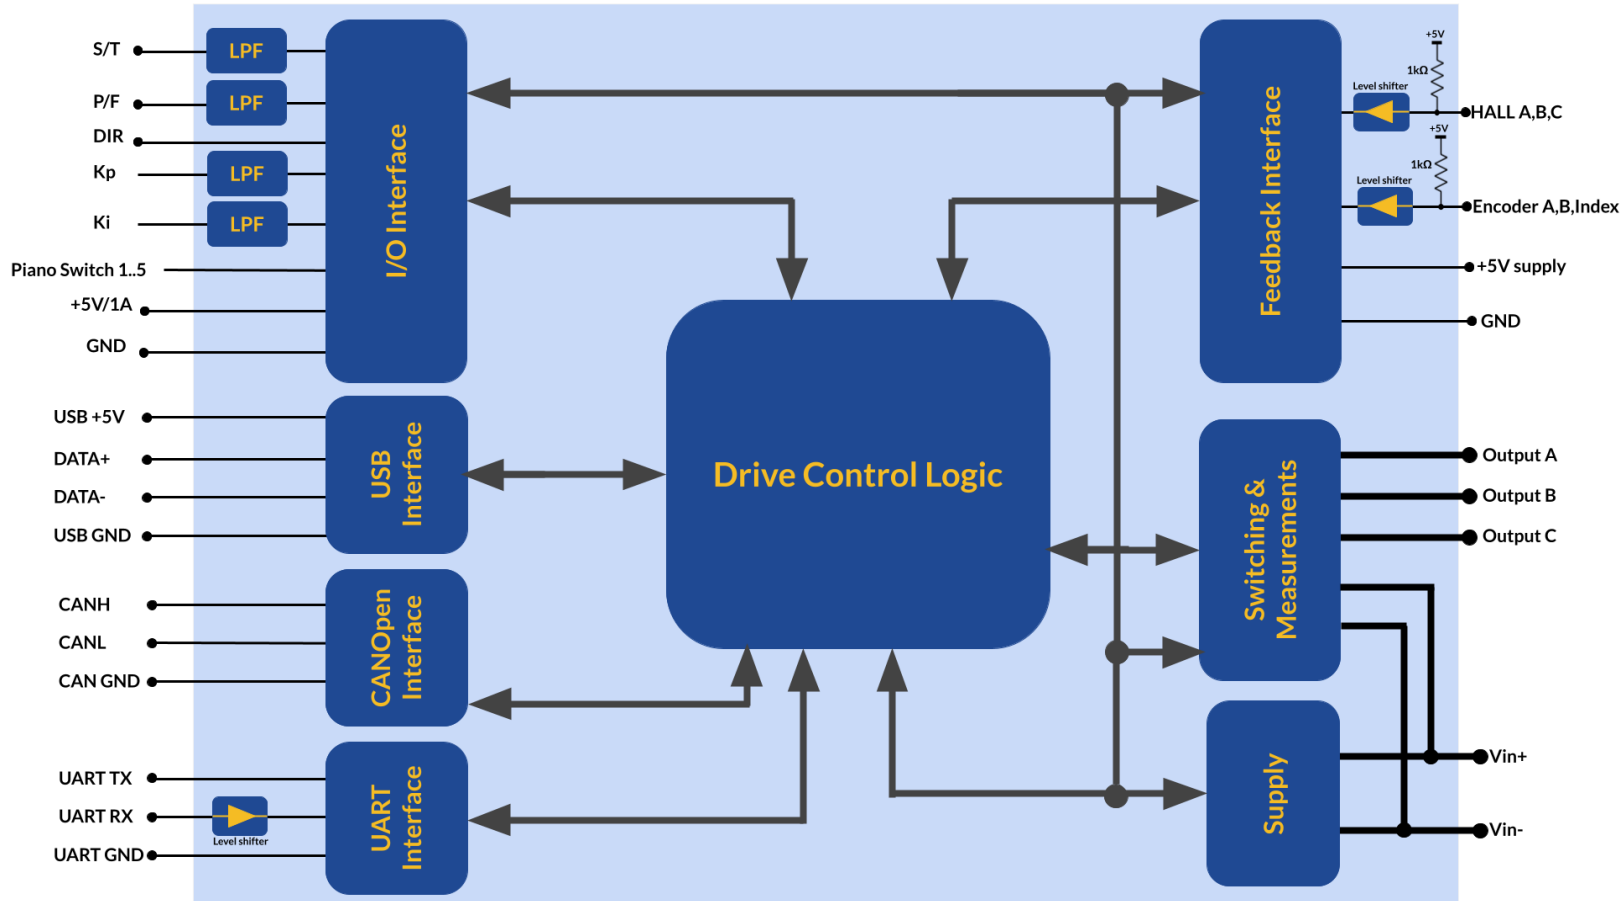 S/T
LPF
P/F
LPF
DIR
Kp
LPF
Ki
LPF
Piano Switch 1..5
+5V/1A
GND
I/O Interface
USB +5V
DATA+
DATA-
USB GND
USB
Interface
CANH
CANL
CAN GND
CANOpen
Interface
UART TX
UART RX
Level shifter
UART GND
UART
Interface
Drive Control Logic
Feedback Interface
+5V
1kΩ
Level shifter
HALL A,B,C
+5V
1kΩ
Level shifter
Encoder A,B,Index
+5V supply
GND
Switching &
Measurements
Output A
Output B
Output C
Supply
Vin+
Vin-